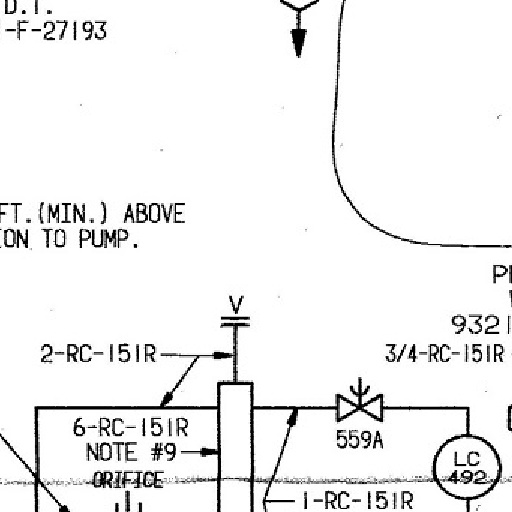 D.T.
-F-27193
FT.(MIN.) ABOVE
ION TO PUMP.
V
9321
2-RC-151R
3/4-RC-151R
6-RC-151R
NOTE #9
559A
ORIFICE
LC
492
1-RC-151R